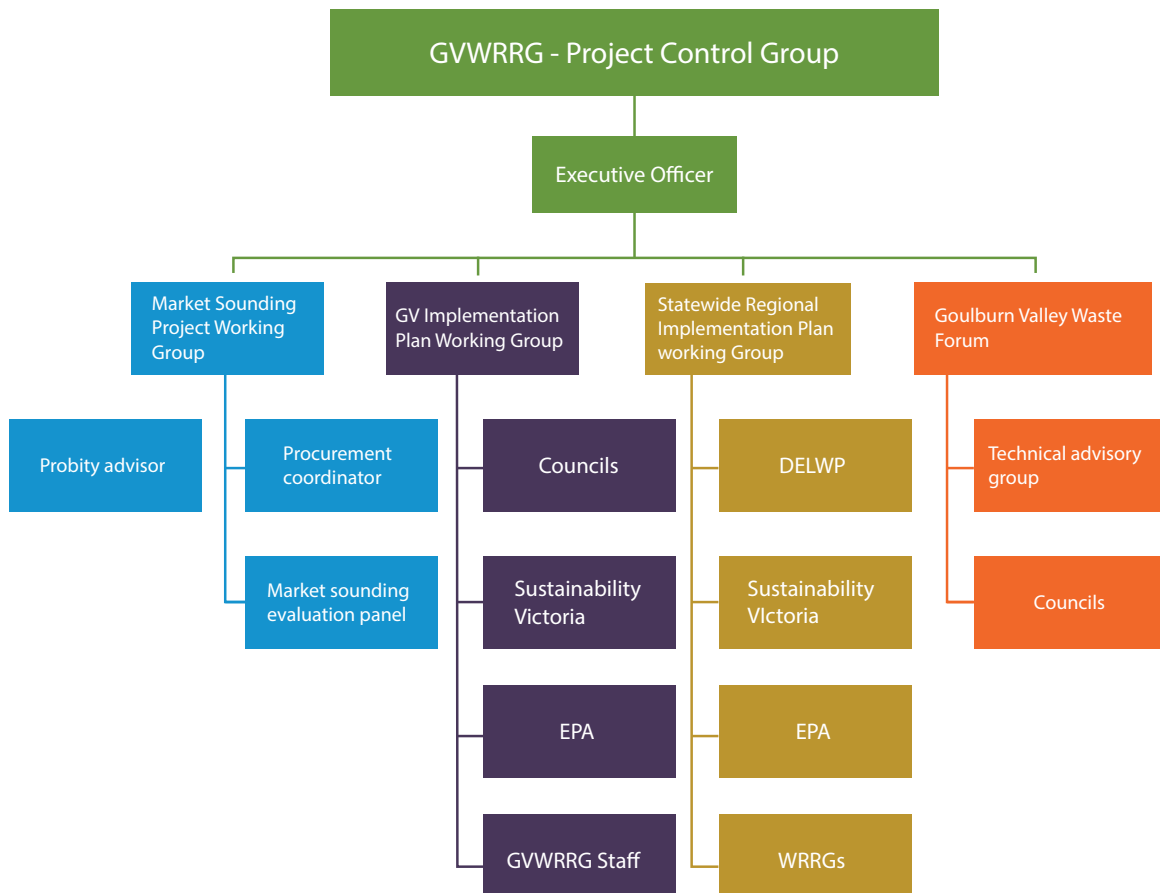 GVWRRG - Project Control Group
Executive Officer
Market Sounding
Project Working
Group
GV Implementation
Plan Working Group
Statewide Regional
Implementation Plan
working Group
Goulburn Valley Waste
Forum
Probity advisor
Procurement
coordinator
Councils
DELWP
Technical advisory
group
Market sounding
evaluation panel
Sustainability
Victoria
Sustainability
VIctoria
Councils
EPA
EPA
GVWRRG Staff
WRRGs